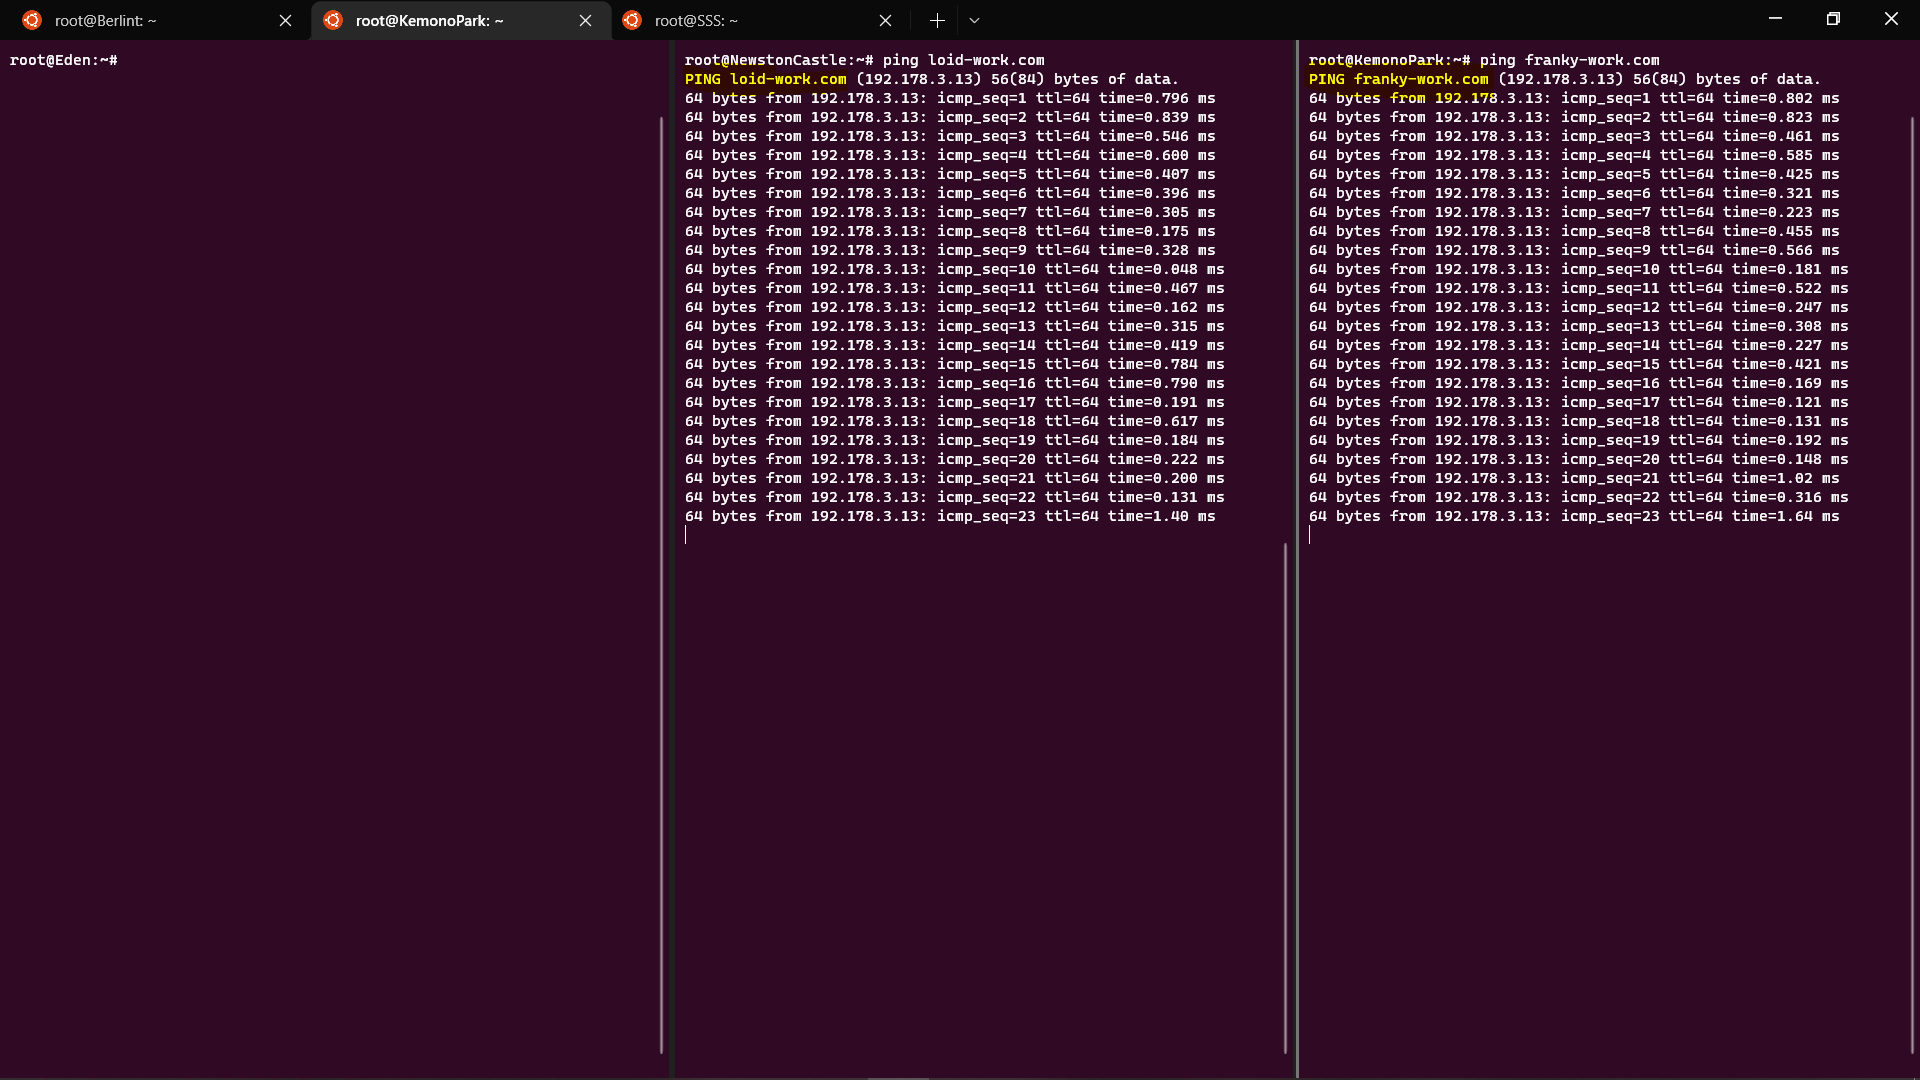 root@Berlint: ~
root@KemonoPark: ~
root@SSS: ~
root@Eden:~#
root@NewstonCastle:~# ping loid-work.com
PING loid-work.com (192.178.3.13) 56(84) bytes of data.
64 bytes from 192.178.3.13: icmp_seq=1 ttl=64 time=0.796 ms
64 bytes from 192.178.3.13: icmp_seq=2 ttl=64 time=0.839 ms
64 bytes from 192.178.3.13: icmp_seq=3 ttl=64 time=0.546 ms
64 bytes from 192.178.3.13: icmp_seq=4 ttl=64 time=0.600 ms
64 bytes from 192.178.3.13: icmp_seq=5 ttl=64 time=0.407 ms
64 bytes from 192.178.3.13: icmp_seq=6 ttl=64 time=0.396 ms
64 bytes from 192.178.3.13: icmp_seq=7 ttl=64 time=0.305 ms
64 bytes from 192.178.3.13: icmp_seq=8 ttl=64 time=0.175 ms
64 bytes from 192.178.3.13: icmp_seq=9 ttl=64 time=0.328 ms
64 bytes from 192.178.3.13: icmp_seq=10 ttl=64 time=0.048 ms
64 bytes from 192.178.3.13: icmp_seq=11 ttl=64 time=0.467 ms
64 bytes from 192.178.3.13: icmp_seq=12 ttl=64 time=0.162 ms
64 bytes from 192.178.3.13: icmp_seq=13 ttl=64 time=0.315 ms
64 bytes from 192.178.3.13: icmp_seq=14 ttl=64 time=0.419 ms
64 bytes from 192.178.3.13: icmp_seq=15 ttl=64 time=0.784 ms
64 bytes from 192.178.3.13: icmp_seq=16 ttl=64 time=0.790 ms
64 bytes from 192.178.3.13: icmp_seq=17 ttl=64 time=0.191 ms
64 bytes from 192.178.3.13: icmp_seq=18 ttl=64 time=0.617 ms
64 bytes from 192.178.3.13: icmp_seq=19 ttl=64 time=0.184 ms
64 bytes from 192.178.3.13: icmp_seq=20 ttl=64 time=0.222 ms
64 bytes from 192.178.3.13: icmp_seq=21 ttl=64 time=0.200 ms
64 bytes from 192.178.3.13: icmp_seq=22 ttl=64 time=0.131 ms
64 bytes from 192.178.3.13: icmp_seq=23 ttl=64 time=1.40 ms
root@KemonoPark:~# ping franky-work.com
PING franky-work.com (192.178.3.13) 56(84) bytes of data.
64 bytes from 192.178.3.13: icmp_seq=1 ttl=64 time=0.802 ms
64 bytes from 192.178.3.13: icmp_seq=2 ttl=64 time=0.823 ms
64 bytes from 192.178.3.13: icmp_seq=3 ttl=64 time=0.461 ms
64 bytes from 192.178.3.13: icmp_seq=4 ttl=64 time=0.585 ms
64 bytes from 192.178.3.13: icmp_seq=5 ttl=64 time=0.425 ms
64 bytes from 192.178.3.13: icmp_seq=6 ttl=64 time=0.321 ms
64 bytes from 192.178.3.13: icmp_seq=7 ttl=64 time=0.223 ms
64 bytes from 192.178.3.13: icmp_seq=8 ttl=64 time=0.455 ms
64 bytes from 192.178.3.13: icmp_seq=9 ttl=64 time=0.566 ms
64 bytes from 192.178.3.13: icmp_seq=10 ttl=64 time=0.181 ms
64 bytes from 192.178.3.13: icmp_seq=11 ttl=64 time=0.522 ms
64 bytes from 192.178.3.13: icmp_seq=12 ttl=64 time=0.247 ms
64 bytes from 192.178.3.13: icmp_seq=13 ttl=64 time=0.308 ms
64 bytes from 192.178.3.13: icmp_seq=14 ttl=64 time=0.227 ms
64 bytes from 192.178.3.13: icmp_seq=15 ttl=64 time=0.421 ms
64 bytes from 192.178.3.13: icmp_seq=16 ttl=64 time=0.169 ms
64 bytes from 192.178.3.13: icmp_seq=17 ttl=64 time=0.121 ms
64 bytes from 192.178.3.13: icmp_seq=18 ttl=64 time=0.131 ms
64 bytes from 192.178.3.13: icmp_seq=19 ttl=64 time=0.192 ms
64 bytes from 192.178.3.13: icmp_seq=20 ttl=64 time=0.148 ms
64 bytes from 192.178.3.13: icmp_seq=21 ttl=64 time=1.02 ms
64 bytes from 192.178.3.13: icmp_seq=22 ttl=64 time=0.316 ms
64 bytes from 192.178.3.13: icmp_seq=23 ttl=64 time=1.64 ms